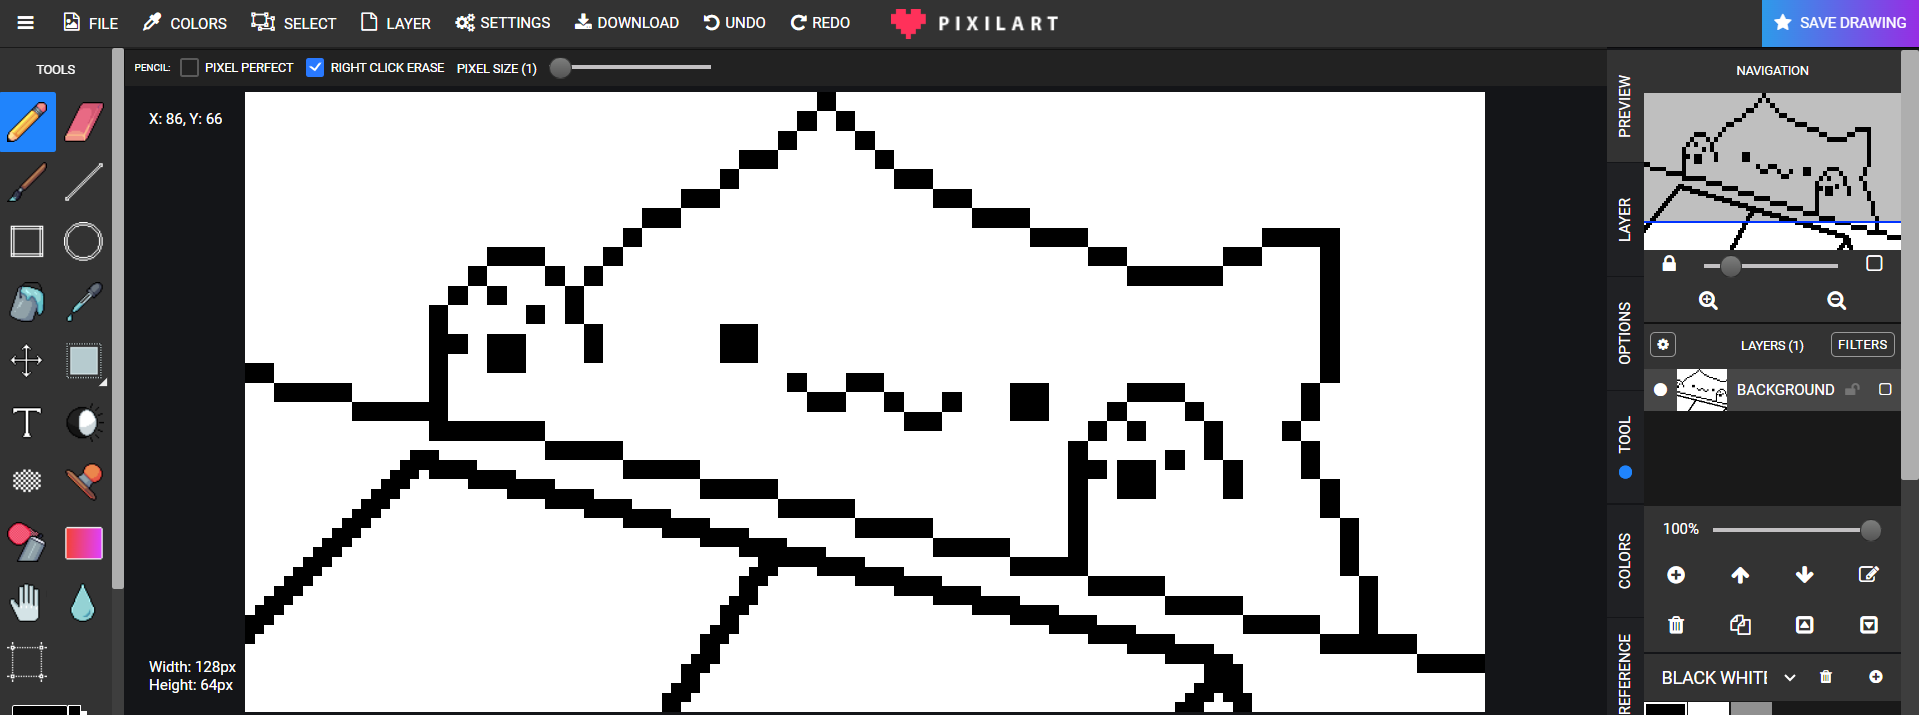 FILE COLORS SELECT LAYER SETTINGS DOWNLOAD UNDO REDO PIXILART SAVE DRAWING
TOOLS
PENCIL: PIXEL PERFECT RIGHT CLICK ERASE PIXEL SIZE (1)
X: 86, Y: 66
T
Width: 128px
Height: 64px
PREVIEW
LAYER
OPTIONS
TOOL
COLORS
REFERENCE
NAVIGATION
LAYERS (1) FILTERS
BACKGROUND
100%
BLACK WHITE